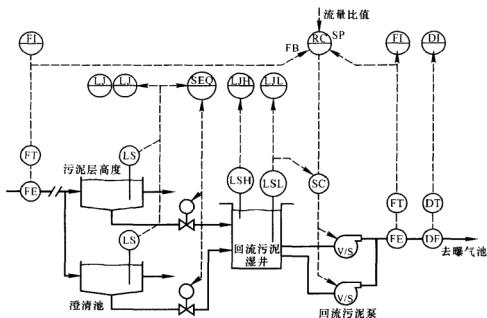 流量比值
FI
FB
RC
SP
FI
DI
LJ
LJ
SEQ
LJH
LJL
FT
污泥层高度
LS
LSH
LSL
SC
FE
FT
DT
LS
回流污泥
湿井
V/S
FE
DE
去曝气池
澄清池
V/S
回流污泥泵